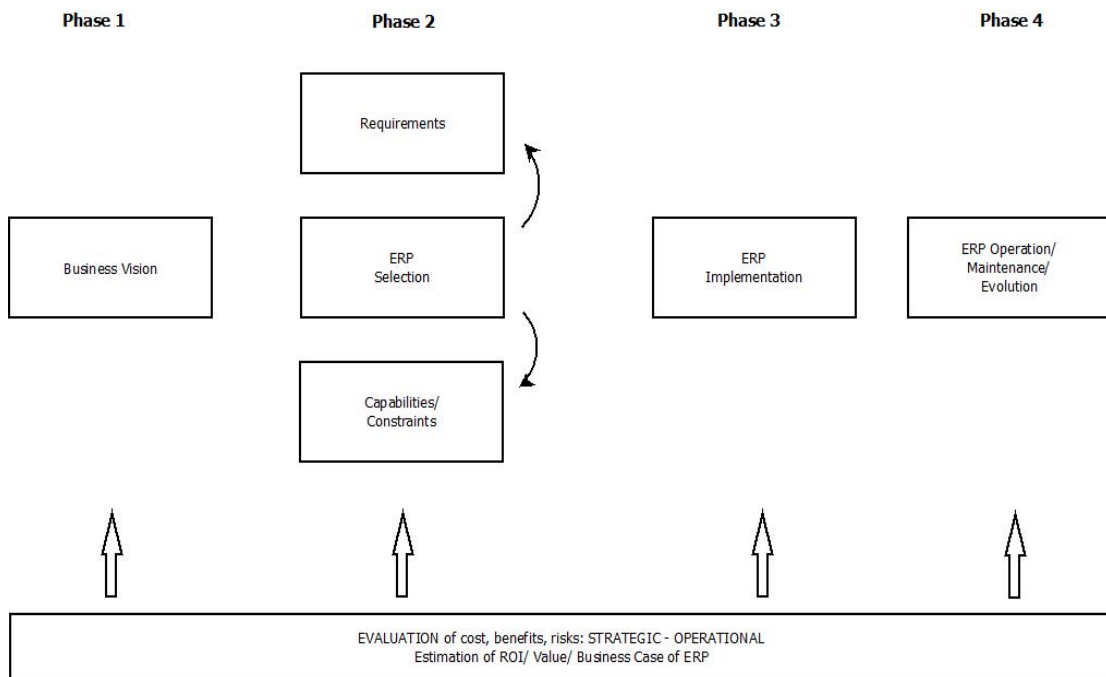 Phase 1
Phase 2
Phase 3
Phase 4
Requirements
Business Vision
ERP
Selection
ERP
Implementation
ERP Operation/
Maintenance/
Evolution
Capabilities/
Constraints
EVALUATION of cost, benefits, risks: STRATEGIC - OPERATIONAL
Estimation of ROI/ Value/ Business Case of ERP